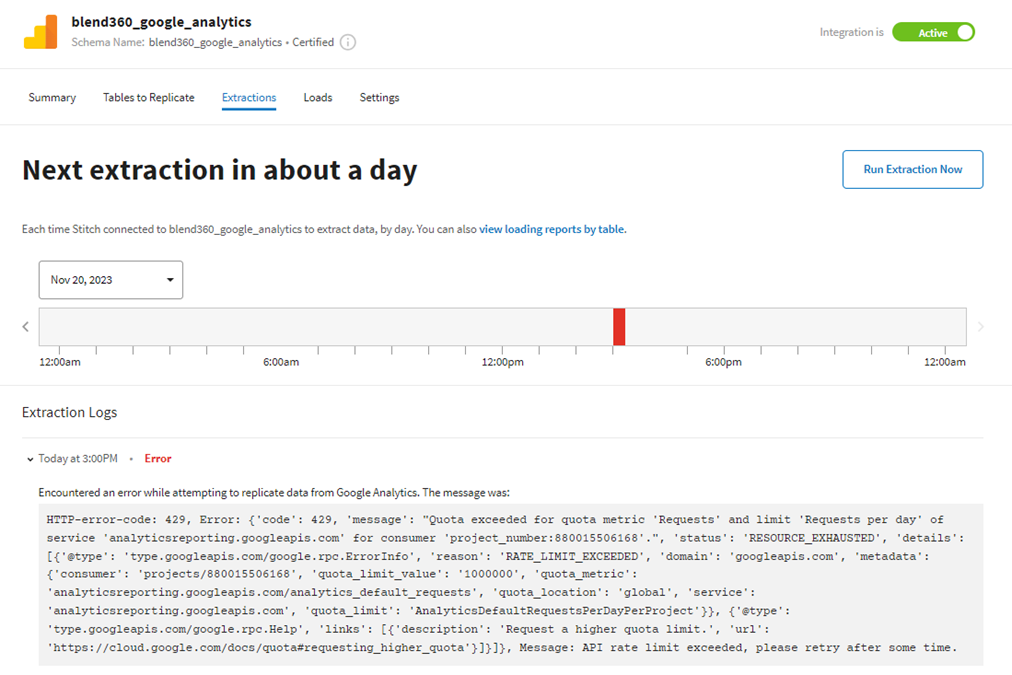 blend360_google_analytics
Schema Name: blend360_google_analytics • Certified i
Integration is Active
Summary Tables to Replicate Extractions Loads Settings
Next extraction in about a day
Run Extraction Now
Each time Stitch connected to blend360_google_analytics to extract data, by day. You can also view loading reports by table.
Nov 20, 2023
12:00am 6:00am 12:00pm 6:00pm 12:00am
Extraction Logs
Today at 3:00PM • Error
Encountered an error while attempting to replicate data from Google Analytics. The message was:
HTTP-error-code: 429, Error: {'code': 429, 'message': "Quota exceeded for quota metric 'Requests' and limit 'Requests per day' of
service 'analyticsreporting.googleapis.com' for consumer 'project_number:880015506168'.", 'status': 'RESOURCE_EXHAUSTED', 'details':
[{'@type': 'type.googleapis.com/google.rpc.ErrorInfo', 'reason': 'RATE_LIMIT_EXCEEDED', 'domain': 'googleapis.com', 'metadata':
{'consumer': 'projects/880015506168', 'quota_limit_value': '1000000', 'quota_metric':
'analyticsreporting.googleapis.com/analytics_default_requests', 'quota_location': 'global', 'service':
'analyticsreporting.googleapis.com', 'quota_limit': 'AnalyticsDefaultRequestsPerDayPerProject'}}, {'@type':
'type.googleapis.com/google.rpc.Help', 'links': [{'description': 'Request a higher quota limit.', 'url':
'https://cloud.google.com/docs/quota#requesting_higher_quota'}]}]}, Message: API rate limit exceeded, please retry after some time.